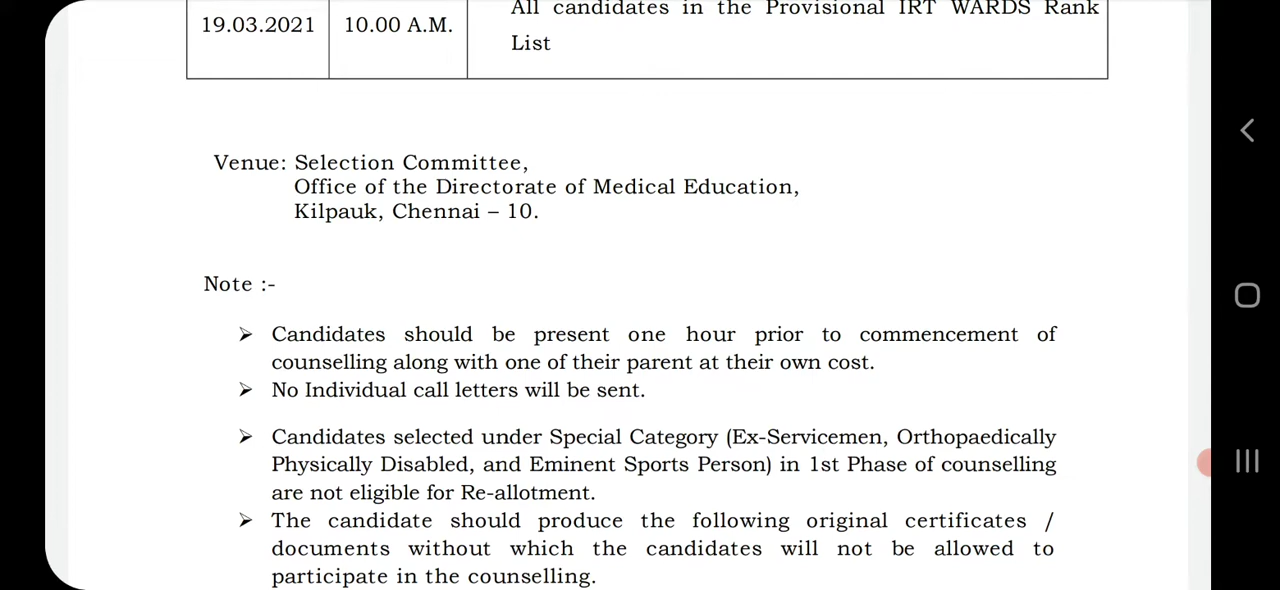 All candidates in the Provisional IRT WARDS Rank
19.03.2021 10.00 A.M.
List
Venue: Selection Committee,
Office of the Directorate of Medical Education,
Kilpauk, Chennai – 10.
Note :-
➢ Candidates should be present one hour prior to commencement of
counselling along with one of their parent at their own cost.
➢ No Individual call letters will be sent.
➢ Candidates selected under Special Category (Ex-Servicemen, Orthopaedically
Physically Disabled, and Eminent Sports Person) in 1st Phase of counselling
are not eligible for Re-allotment.
➢ The candidate should produce the following original certificates /
documents without which the candidates will not be allowed to
participate in the counselling.